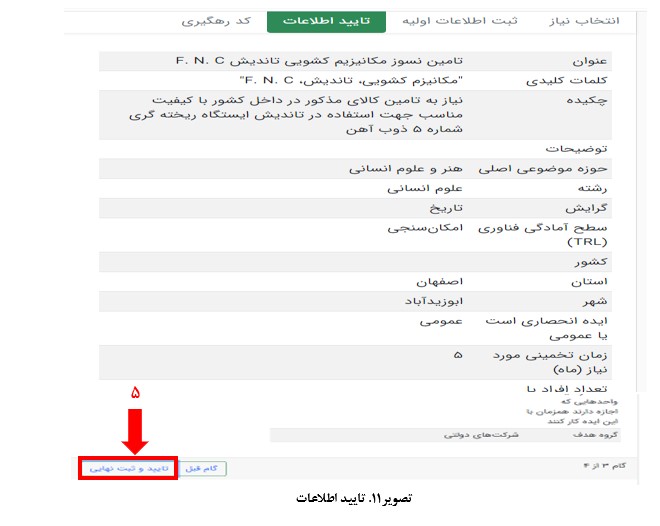 انتخاب نیاز ثبت اطلاعات اولیه تایید اطلاعات کد رهگیری
عنوان تامین نسوز مکانیزیم کشویی تاندیش F. N. C
کلمات کلیدی "مکانیزم کشویی، تاندیش، F. N. C"
چکیده نیاز به تامین کالای مذکور در داخل کشور با کیفیت
مناسب جهت استفاده در تاندیش ایستگاه ریخته گری
شماره ۵ ذوب آهن
توضیحات
حوزه موضوعی اصلی هنر و علوم انسانی
رشته علوم انسانی
گرایش تاریخ
سطح آمادگی فناوری امکان‌سنجی
(TRL)
کشور
استان اصفهان
شهر ابوزیدآباد
ایده انحصاری است عمومی
یا عمومی
زمان تخمینی مورد ۵
نیاز (ماه)
تعداد افراد یا
واحدهایی که
اجازه دارند همزمان با
این ایده کار کنند
گروه هدف شرکت‌های دولتی
۵
گام ۳ از ۴ گام قبل تایید و ثبت نهایی
تصویر۱۱. تایید اطلاعات